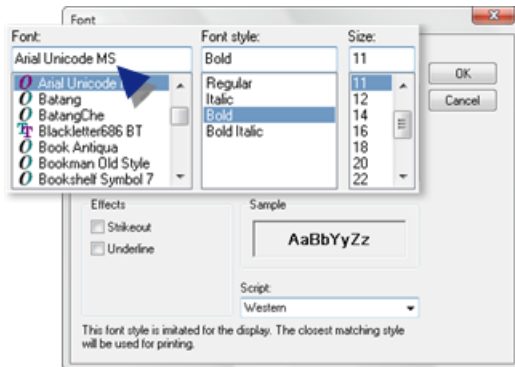 Font
Font: Font style: Size:
Arial Unicode MS Bold 11
Arial Unicode Regular 11
Batang Italic 12
BatangChe Bold 14
Blackletter686 BT Bold Italic 16
Book Antiqua 18
Bookman Old Style 20
Bookshelf Symbol 7 22
OK
Cancel
Effects
Strikeout
Underline
Sample
AaBbYyZz
Script:
Western
This font style is imitated for the display. The closest matching style
will be used for printing.